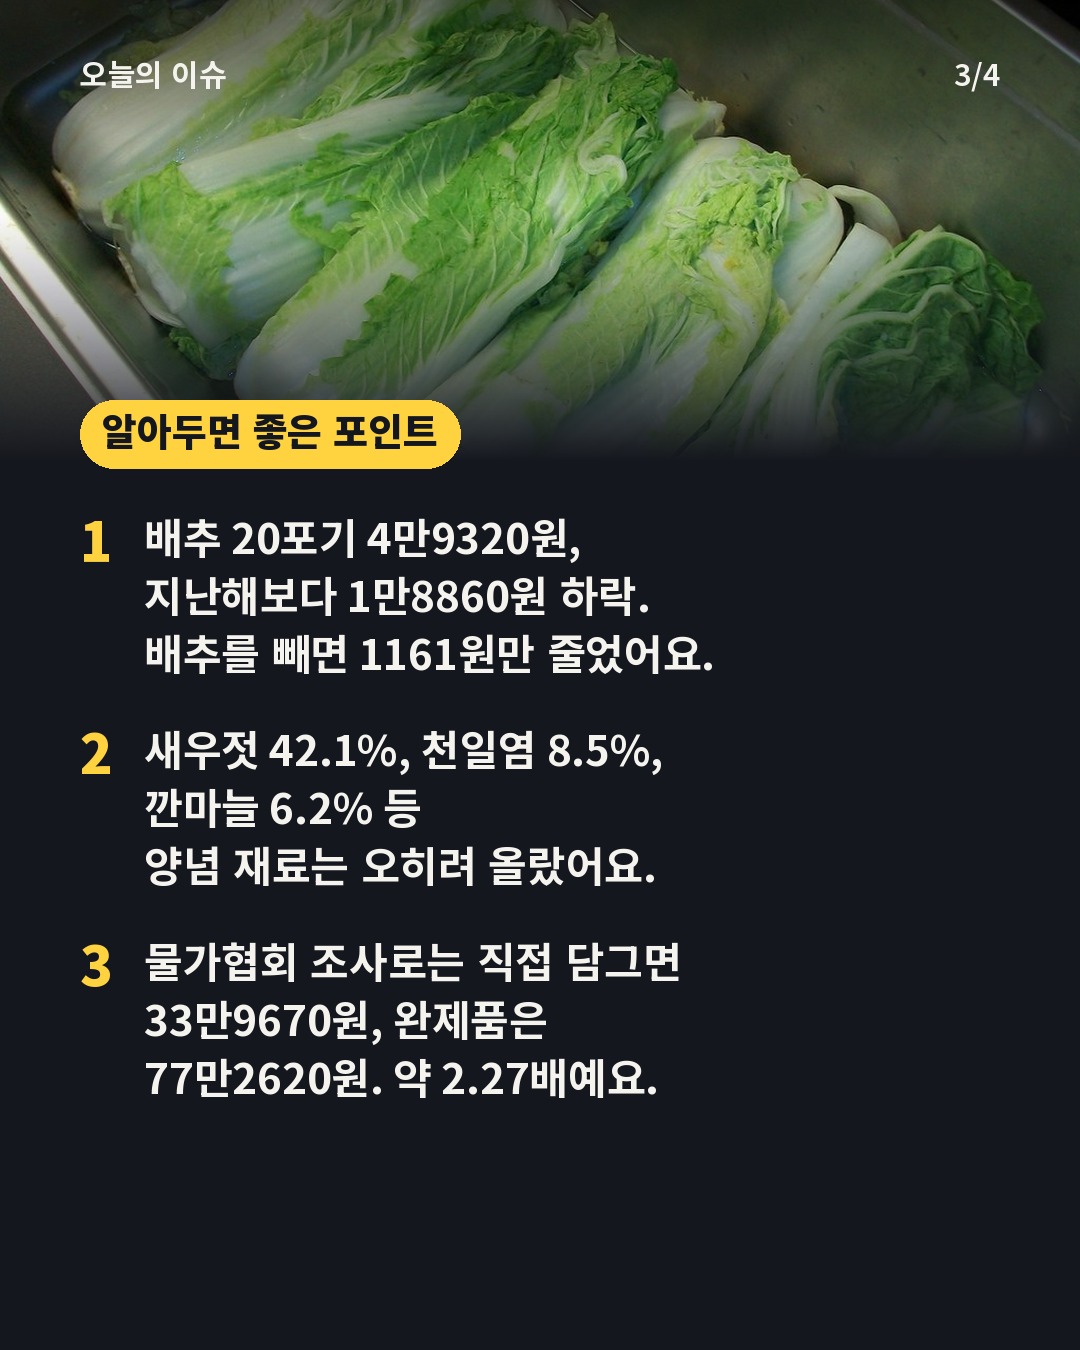 오늘의 이슈
3/4
알아두면 좋은 포인트
1 배추 20포기 4만9320원,
지난해보다 1만8860원 하락.
배추를 빼면 1161원만 줄었어요.
2 새우젓 42.1%, 천일염 8.5%,
깐마늘 6.2% 등
양념 재료는 오히려 올랐어요.
3 물가협회 조사로는 직접 담그면
33만9670원, 완제품은
77만2620원. 약 2.27배예요.